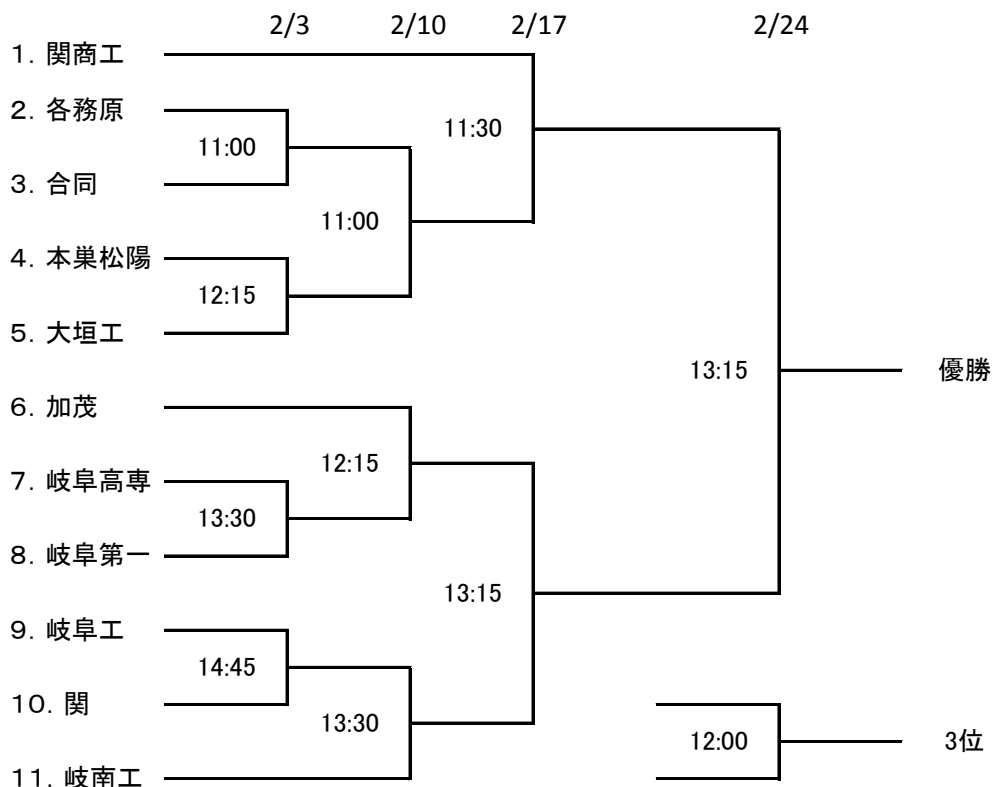 2/3 2/10 2/17 2/24
1. 関商工
2. 各務原
11:30
11:00
3. 合同
11:00
4. 本巣松陽
12:15
5. 大垣工
13:15 優勝
6. 加茂
12:15
7. 岐阜高専
13:30
8. 岐阜第一
13:15
9. 岐阜工
14:45
10. 関
13:30
12:00 3位
11. 岐南工